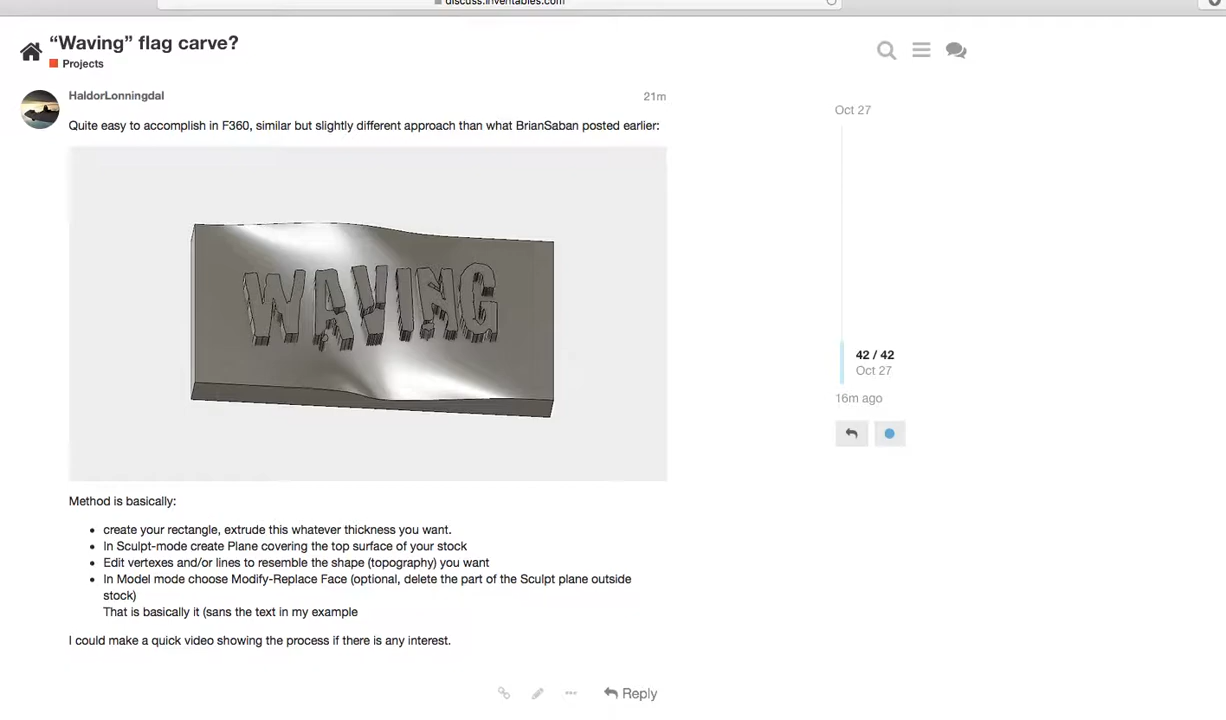 discuss.inventables.com
“Waving” flag carve?
Projects
HaldorLonningdal
21m
Quite easy to accomplish in F360, similar but slightly different approach than what BrianSaban posted earlier:
WAVING
Method is basically:
create your rectangle, extrude this whatever thickness you want.
In Sculpt-mode create Plane covering the top surface of your stock
Edit vertexes and/or lines to resemble the shape (topography) you want
In Model mode choose Modify-Replace Face (optional, delete the part of the Sculpt plane outside
stock)
That is basically it (sans the text in my example
I could make a quick video showing the process if there is any interest.
Reply
Oct 27
42 / 42
Oct 27
16m ago